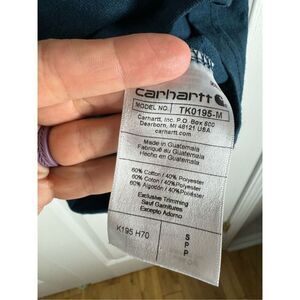 carhartt
MODEL NO. TK0195-M
Carhartt, Inc. P.O. Box 600
Dearborn, MI 48121 USA
carhartt.com
Made in Guatemala
Fabriqué au Guatemala
Hecho en Guatemala
60% Cotton / 40% Polyester
60% Coton / 40% Polyester
60% Algodón / 40% Poliéster
Exclusive Trimming
Sauf Garnitures
Excepto Adorno
K195 H70
S
P
P